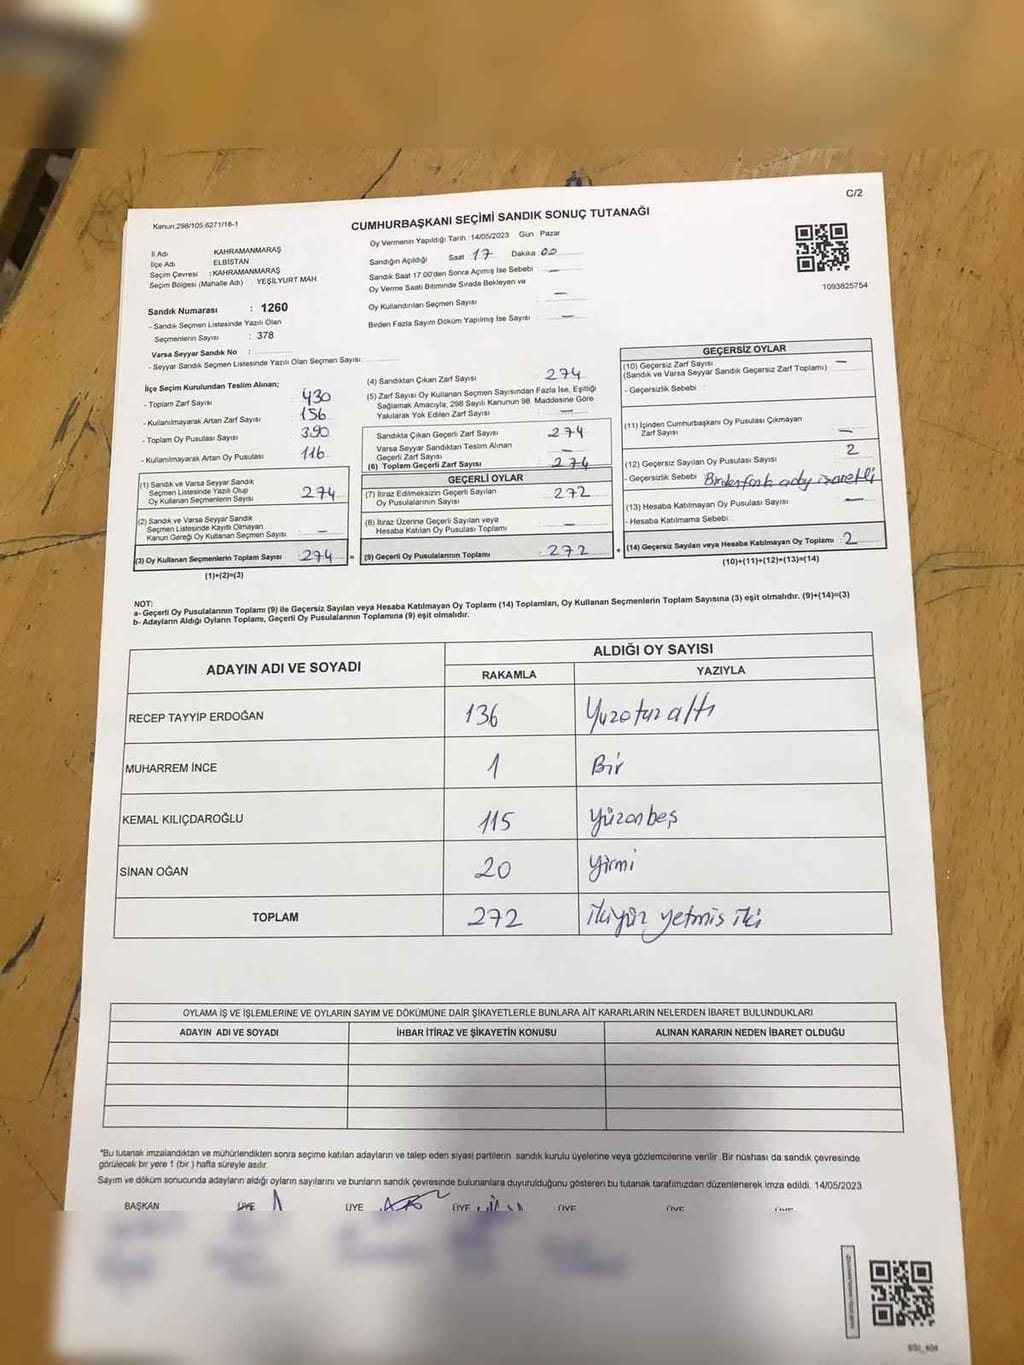 C/2
Kanun,298/105;6271/16-1
CUMHURBAŞKANI SEÇİMİ SANDIK SONUÇ TUTANAĞI
Oy Vermenin Yapıldığı Tarih :14/05/2023 Gün : Pazar
İl Adı : KAHRAMANMARAŞ
İlçe Adı : ELBİSTAN
Seçim Çevresi : KAHRAMANMARAŞ
Seçim Bölgesi (Mahalle Adı) : YEŞİLYURT MAH
Sandığın Açıldığı Saat 17 Dakika 00
Sandık Saat 17.00'den Sonra Açılmış İse Sebebi : —
Oy Verme Saati Bitiminde Sırada Bekleyen ve
Oy Kullandırılan Seçmen Sayısı : —
Birden Fazla Sayım Döküm Yapılmış İse Sayısı : —
1093825754
Sandık Numarası : 1260
- Sandık Seçmen Listesinde Yazılı Olan
Seçmenlerin Sayısı : 378
Varsa Seyyar Sandık No :
- Seyyar Sandık Seçmen Listesinde Yazılı Olan Seçmen Sayısı:
İlçe Seçim Kurulundan Teslim Alınan;
- Toplam Zarf Sayısı : 430
- Kullanılmayarak Artan Zarf Sayısı : 156
- Toplam Oy Pusulası Sayısı : 390
- Kullanılmayarak Artan Oy Pusulası : 116
(1) Sandık ve Varsa Seyyar Sandık
Seçmen Listesinde Yazılı Olup
Oy Kullanan Seçmenlerin Sayısı : 274
(2) Sandık ve Varsa Seyyar Sandık
Seçmen Listesinde Kayıtlı Olmayan
Kanun Gereği Oy Kullanan Seçmen Sayısı : —
(3) Oy Kullanan Seçmenlerin Toplam Sayısı : 274 =
(1)+(2)=(3)
(4) Sandıktan Çıkan Zarf Sayısı : 274
(5) Zarf Sayısı Oy Kullanan Seçmen Sayısından Fazla İse, Eşitliği
Sağlamak Amacıyla, 298 Sayılı Kanunun 98. Maddesine Göre
Yakılarak Yok Edilen Zarf Sayısı : —
Sandıkta Çıkan Geçerli Zarf Sayısı : 274
Varsa Seyyar Sandıktan Teslim Alınan
Geçerli Zarf Sayısı : —
(6) Toplam Geçerli Zarf Sayısı : 274
GEÇERLİ OYLAR
(7) İtiraz Edilmeksizin Geçerli Sayılan
Oy Pusulalarının Sayısı : 272
(8) İtiraz Üzerine Geçerli Sayılan veya
Hesaba Katılan Oy Pusulası Toplamı : —
(9) Geçerli Oy Pusulalarının Toplamı : 272 +
GEÇERSİZ OYLAR
(10) Geçersiz Zarf Sayısı : —
(Sandık ve Varsa Seyyar Sandık Geçersiz Zarf Toplamı)
- Geçersizlik Sebebi :
(11) İçinden Cumhurbaşkanı Oy Pusulası Çıkmayan
Zarf Sayısı : —
(12) Geçersiz Sayılan Oy Pusulası Sayısı : 2
- Geçersizlik Sebebi : Birdenfazla aday işaretli
(13) Hesaba Katılmayan Oy Pusulası Sayısı : —
- Hesaba Katılmama Sebebi :
(14) Geçersiz Sayılan veya Hesaba Katılmayan Oy Toplamı : 2
(10)+(11)+(12)+(13)=(14)
NOT:
a- Geçerli Oy Pusulalarının Toplamı (9) ile Geçersiz Sayılan veya Hesaba Katılmayan Oy Toplamı (14) Toplamları, Oy Kullanan Seçmenlerin Toplam Sayısına (3) eşit olmalıdır. (9)+(14)=(3)
b- Adayların Aldığı Oyların Toplamı, Geçerli Oy Pusulalarının Toplamına (9) eşit olmalıdır.
ADAYIN ADI VE SOYADI ALDIĞI OY SAYISI
RAKAMLA YAZIYLA
RECEP TAYYİP ERDOĞAN 136 Yüzotuzaltı
MUHARREM İNCE 1 Bir
KEMAL KILIÇDAROĞLU 115 Yüzonbeş
SİNAN OĞAN 20 Yirmi
TOPLAM 272 ikiyüz yetmis iki
OYLAMA İŞ VE İŞLEMLERİNE VE OYLARIN SAYIM VE DÖKÜMÜNE DAİR ŞİKAYETLERLE BUNLARA AİT KARARLARIN NELERDEN İBARET BULUNDUKLARI
ADAYIN ADI VE SOYADI İHBAR İTİRAZ VE ŞİKAYETİN KONUSU ALINAN KARARIN NEDEN İBARET OLDUĞU
*Bu tutanak imzalandıktan ve mühürlendikten sonra seçime katılan adayların ve talep eden siyasi partilerin sandık kurulu üyelerine veya gözlemcilerine verilir. Bir nüshası da sandık çevresinde
görülecek bir yere 1 (bir ) hafta süreyle asılır.
Sayım ve döküm sonucunda adayların aldığı oyların sayılarını ve bunların sandık çevresinde bulunanlara duyurulduğunu gösteren bu tutanak tarafımızdan düzenlenerek imza edildi. 14/05/2023
BAŞKAN ÜYE ÜYE ÜYE ÜYE ÜYE ÜYE